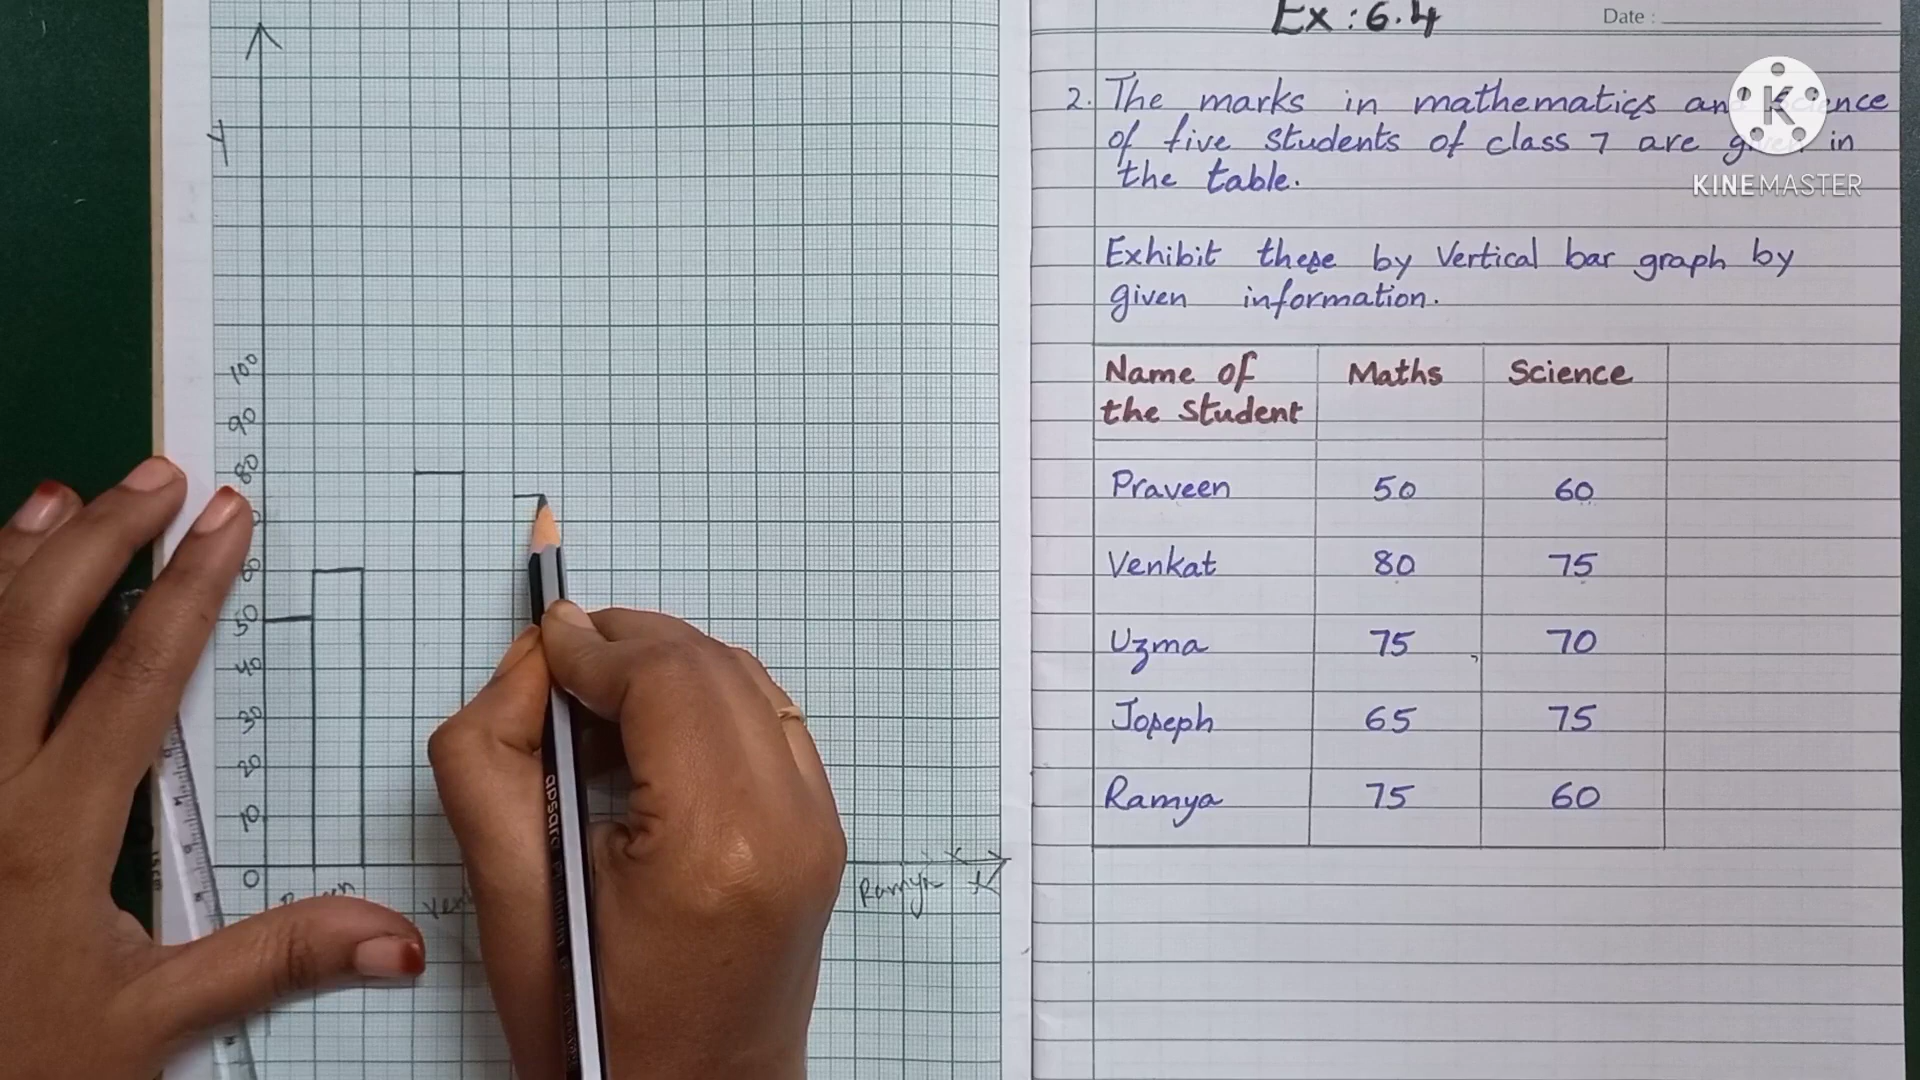 Y
100
90
80
60
50
40
30
20
10
0
Ramya
X
apsara
15cm
Ex : 6.4
Date :
2. The marks in mathematics and science
of five students of class 7 are given in
the table.
KINEMASTER
Exhibit these by Vertical bar graph by
given information.
Name of the Student Maths Science
Praveen 50 60
Venkat 80 75
Uzma 75 70
Joseph 65 75
Ramya 75 60